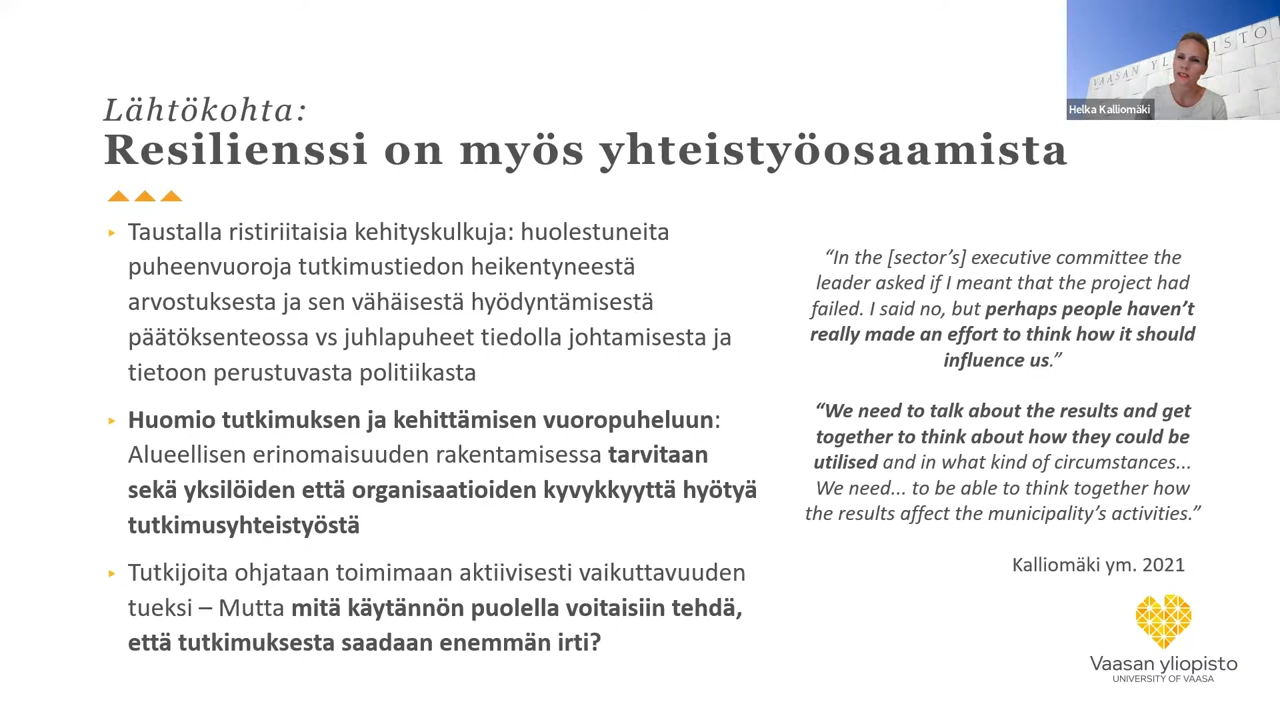 VAASAN YLIOPISTO
Helka Kalliomäki
Lähtökohta:
Resilienssi on myös yhteistyöosaamista
Taustalla ristiriitaisia kehityskulkuja: huolestuneita
puheenvuoroja tutkimustiedon heikentyneestä
arvostuksesta ja sen vähäisestä hyödyntämisestä
päätöksenteossa vs juhlapuheet tiedolla johtamisesta ja
tietoon perustuvasta politiikasta
Huomio tutkimuksen ja kehittämisen vuoropuheluun:
Alueellisen erinomaisuuden rakentamisessa tarvitaan
sekä yksilöiden että organisaatioiden kyvykkyyttä hyötyä
tutkimusyhteistyöstä
Tutkijoita ohjataan toimimaan aktiivisesti vaikuttavuuden
tueksi – Mutta mitä käytännön puolella voitaisiin tehdä,
että tutkimuksesta saadaan enemmän irti?
“In the [sector’s] executive committee the
leader asked if I meant that the project had
failed. I said no, but perhaps people haven’t
really made an effort to think how it should
influence us.”
“We need to talk about the results and get
together to think about how they could be
utilised and in what kind of circumstances...
We need... to be able to think together how
the results affect the municipality’s activities.”
Kalliomäki ym. 2021
Vaasan yliopisto
UNIVERSITY OF VAASA